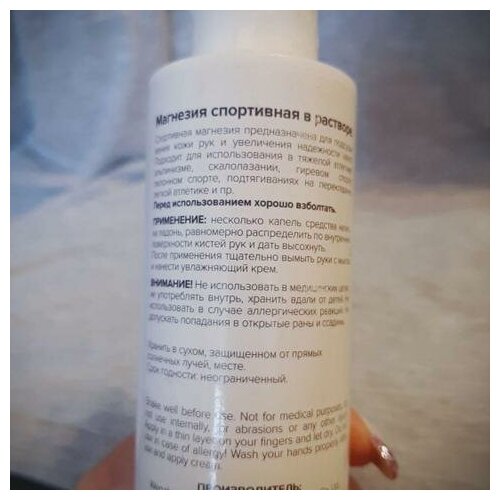 Магнезия спортивная в растворе.
Спортивная магнезия предназначена для
кожи рук и увеличения надежности
Подходит для использования в тяжелой
альпинизме, скалолазании, гиревом спорте
спорте, подтягиваниях на перекладине
легкой атлетике и пр.
Перед использованием хорошо взболтать.
ПРИМЕНЕНИЕ: несколько капель средства
на ладонь, равномерно распределить по
поверхности кистей рук и дать высохнуть.
После применения тщательно вымыть руки с
и нанести увлажняющий крем.
ВНИМАНИЕ! Не использовать в медицинских
не употреблять внутрь, хранить вдали от детей. Не
использовать в случае аллергических реакций. Не
допускать попадания в открытые раны и ссадины.
Хранить в сухом, защищенном от прямых
солнечных лучей, месте.
Срок годности: неограниченный.
Shake well before use. Not for medical purposes,
not use internally, for abrasions or any other
Apply in a thin layer on your fingers and let dry. Do
use in case of allergy! Wash your hands properly
use and apply cream.
ПРОИЗВОДИТЕЛЬ: